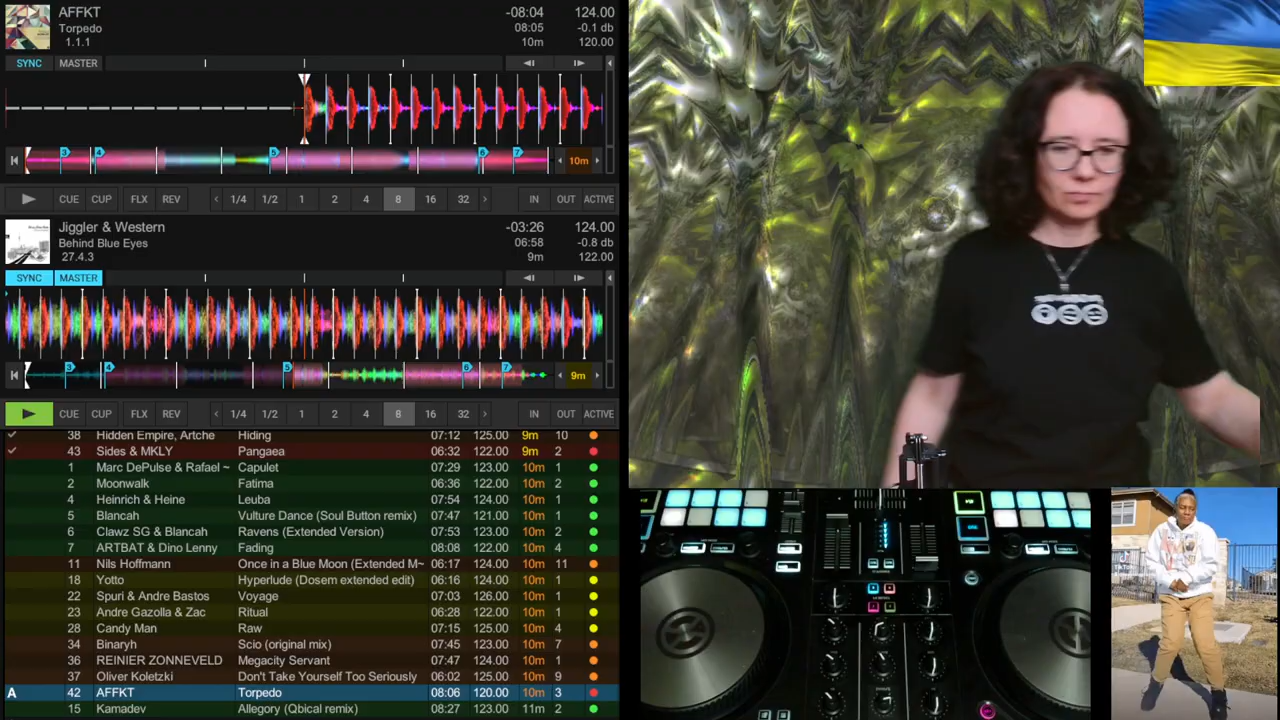 AFFKT -08:04 124.00
Torpedo 08:05 -0.1 db
1.1.1 10m 120.00
SYNC MASTER
3 4 5 6 7 10m
CUE CUP FLX REV 1/4 1/2 1 2 4 8 16 32 IN OUT ACTIVE
Jiggler & Western -03:26 124.00
Behind Blue Eyes 06:58 -0.8 db
27.4.3 9m 122.00
SYNC MASTER
3 4 5 6 7 9m
CUE CUP FLX REV 1/4 1/2 1 2 4 8 16 32 IN OUT ACTIVE
38 Hidden Empire, Artche Hiding 07:12 125.00 9m 10
43 Sides & MKLY Pangaea 06:32 122.00 9m 2
1 Marc DePulse & Rafael ~ Capulet 07:29 123.00 10m 1
2 Moonwalk Fatima 06:36 122.00 10m 2
4 Heinrich & Heine Leuba 07:54 124.00 10m 1
5 Blancah Vulture Dance (Soul Button remix) 07:47 121.00 10m 1
6 Clawz SG & Blancah Ravens (Extended Version) 07:53 123.00 10m 2
7 ARTBAT & Dino Lenny Fading 08:08 122.00 10m 4
11 Nils Hoffmann Once in a Blue Moon (Extended M~ 06:17 124.00 10m 11
18 Yotto Hyperlude (Dosem extended edit) 06:16 124.00 10m 1
22 Spuri & Andre Bastos Voyage 07:03 126.00 10m 1
23 Andre Gazolla & Zac Ritual 06:28 122.00 10m 1
28 Candy Man Raw 07:15 125.00 10m 4
34 Binaryh Scio (original mix) 07:45 123.00 10m 7
36 REINIER ZONNEVELD Megacity Servant 07:47 124.00 10m 1
37 Oliver Koletzki Don't Take Yourself Too Seriously 06:02 125.00 10m 9
A 42 AFFKT Torpedo 08:06 120.00 10m 3
15 Kamadev Allegory (Qbical remix) 08:27 123.00 11m 2